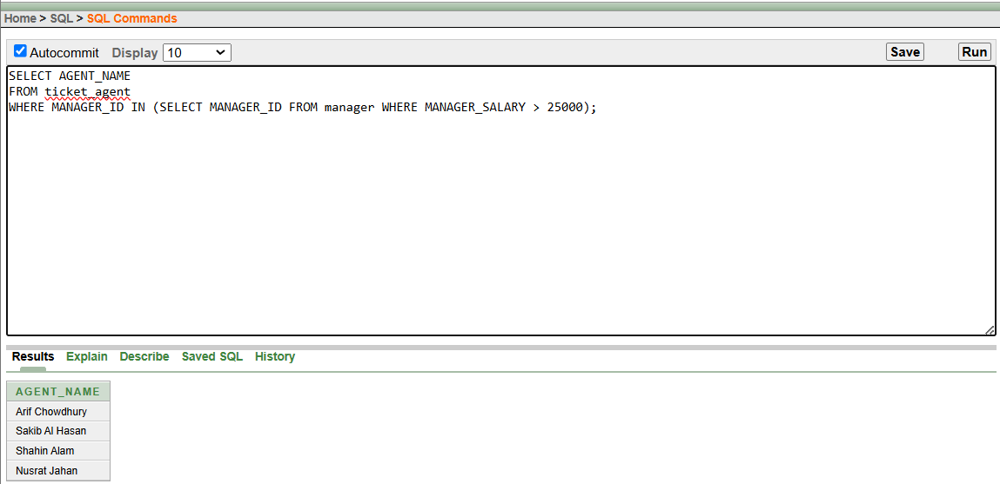 Home > SQL > SQL Commands
Autocommit Display 10 Save Run
SELECT AGENT_NAME
FROM ticket_agent
WHERE MANAGER_ID IN (SELECT MANAGER_ID FROM manager WHERE MANAGER_SALARY > 25000);
Results Explain Describe Saved SQL History
AGENT_NAME
Arif Chowdhury
Sakib Al Hasan
Shahin Alam
Nusrat Jahan